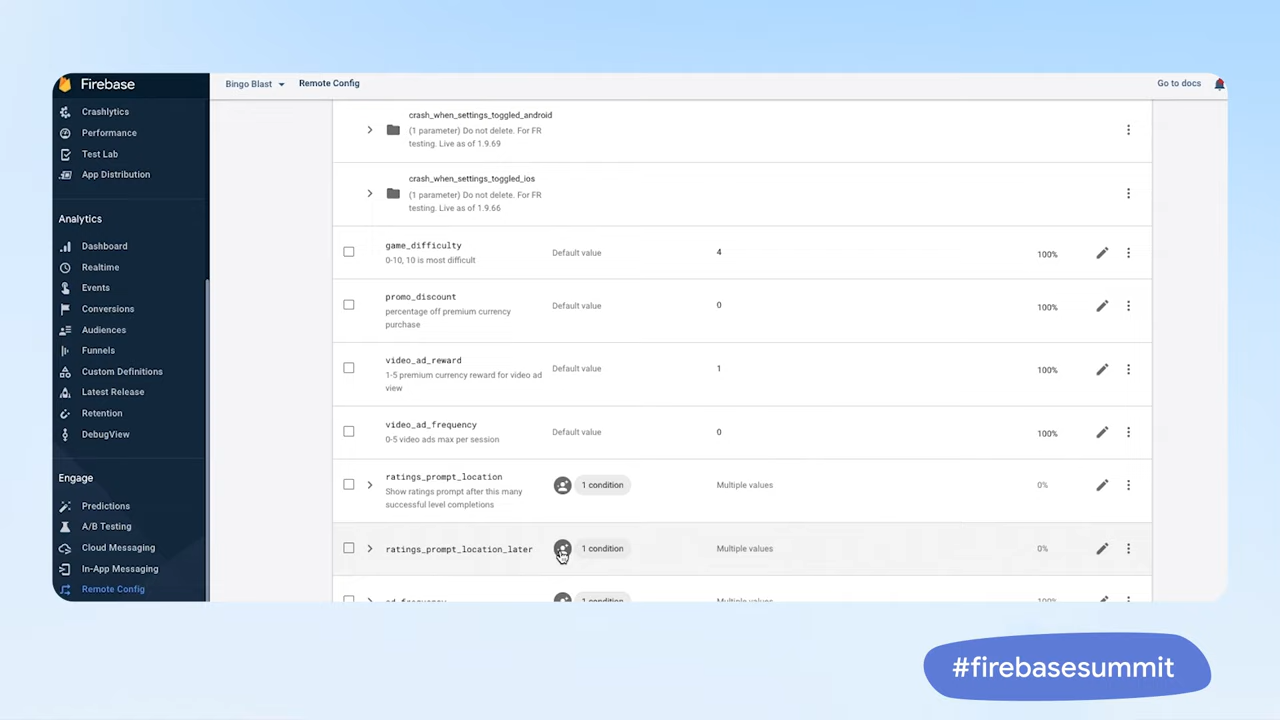 Firebase
Bingo Blast
Remote Config
Go to docs
Crashlytics
Performance
Test Lab
App Distribution
Analytics
Dashboard
Realtime
Events
Conversions
Audiences
Funnels
Custom Definitions
Latest Release
Retention
DebugView
Engage
Predictions
A/B Testing
Cloud Messaging
In-App Messaging
Remote Config
crash_when_settings_toggled_android
(1 parameter) Do not delete. For FR
testing. Live as of 1.9.69
crash_when_settings_toggled_ios
(1 parameter) Do not delete. For FR
testing. Live as of 1.9.66
game_difficulty
0-10, 10 is most difficult
Default value
4
100%
promo_discount
percentage off premium currency
purchase
Default value
0
100%
video_ad_reward
1-5 premium currency reward for video ad
view
Default value
1
100%
video_ad_frequency
0-5 video ads max per session
Default value
0
100%
ratings_prompt_location
Show ratings prompt after this many
successful level completions
1 condition
Multiple values
0%
ratings_prompt_location_later
1 condition
Multiple values
0%
ad_frequency
1 condition
Multiple values
100%
#firebasesummit